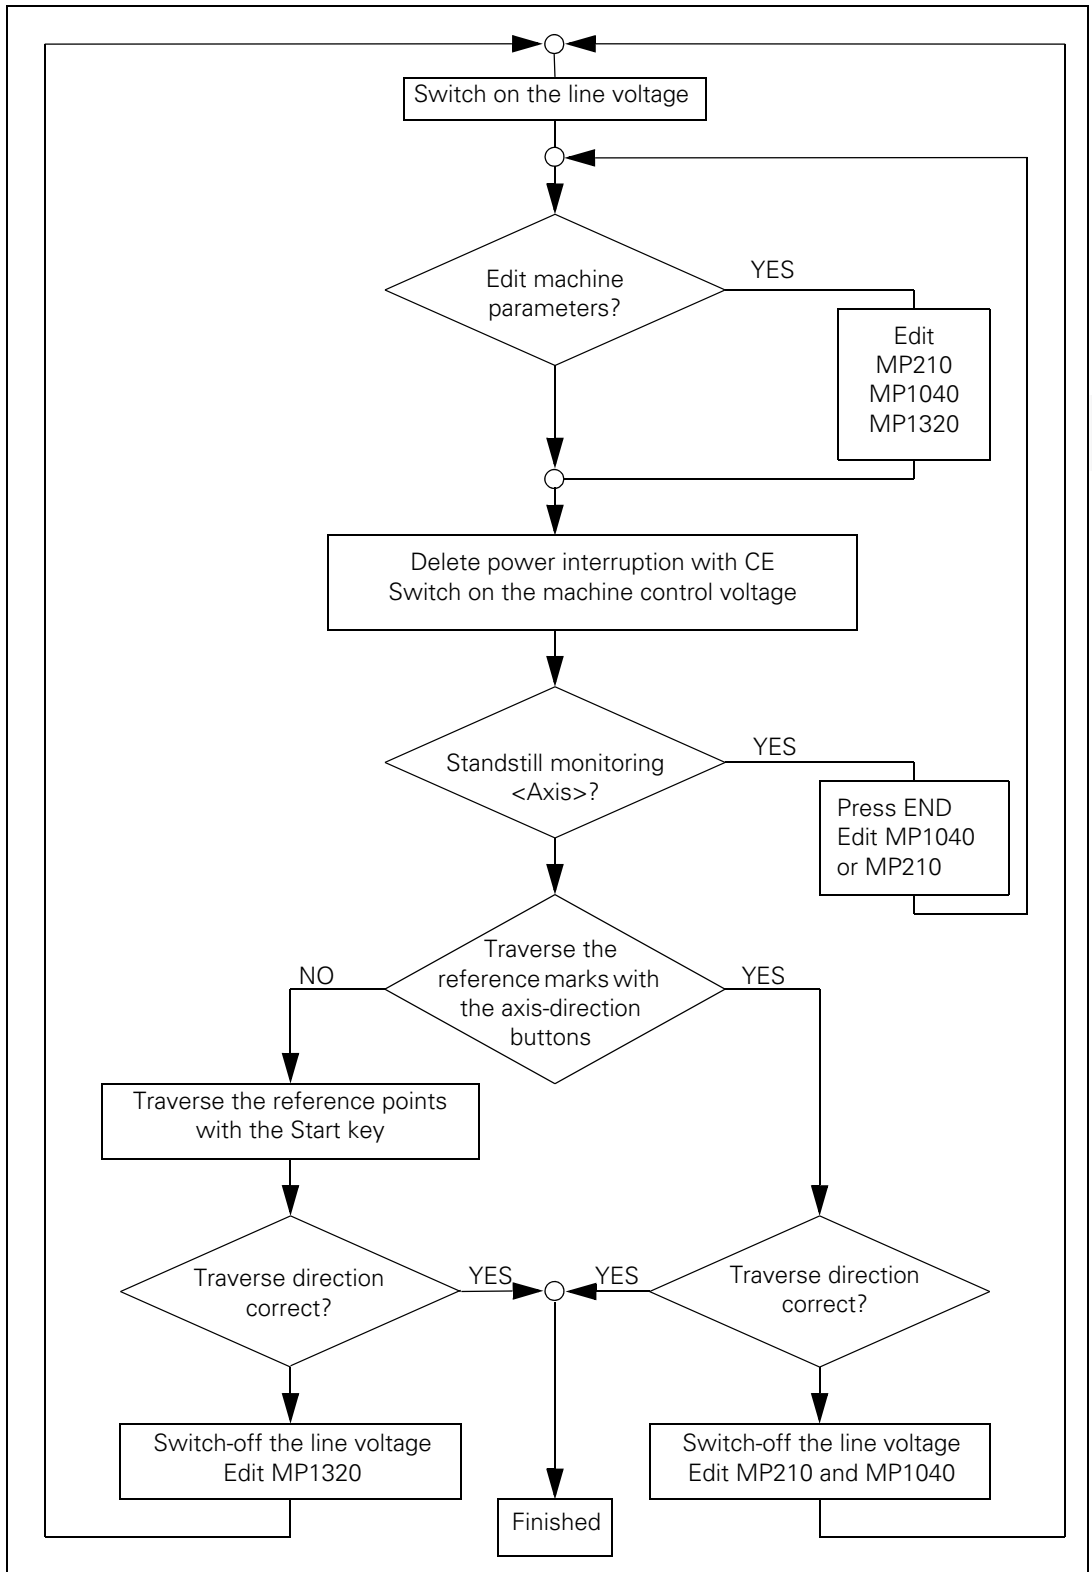 Switch on the line voltage
Edit machine
parameters?
YES
Edit
MP210
MP1040
MP1320
Delete power interruption with CE
Switch on the machine control voltage
Standstill monitoring
<Axis>?
YES
Press END
Edit MP1040
or MP210
Traverse the
reference marks with
the axis-direction
buttons
NO
YES
Traverse the reference points
with the Start key
Traverse direction
correct?
YES
YES
Traverse direction
correct?
Switch-off the line voltage
Edit MP1320
Switch-off the line voltage
Edit MP210 and MP1040
Finished